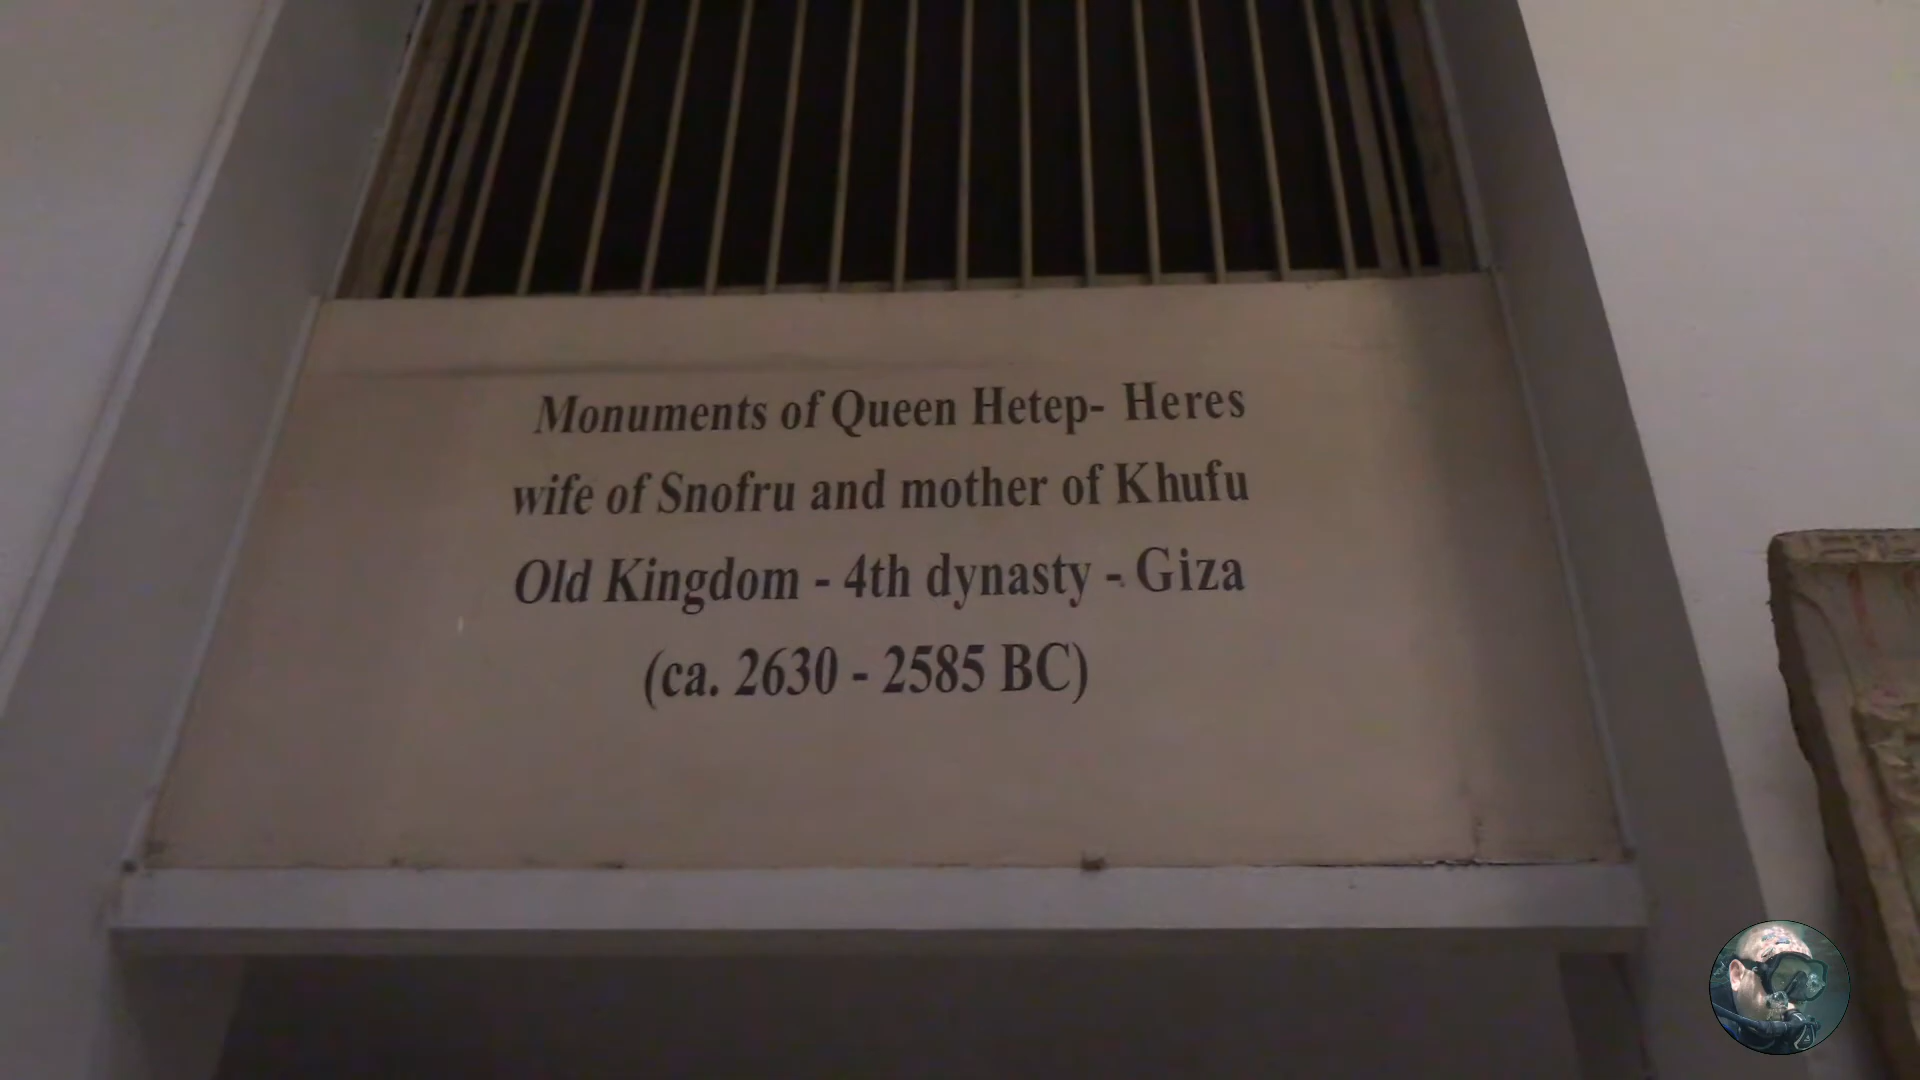 Monuments of Queen Hetep- Heres
wife of Snofru and mother of Khufu
Old Kingdom - 4th dynasty - Giza
(ca. 2630 - 2585 BC)